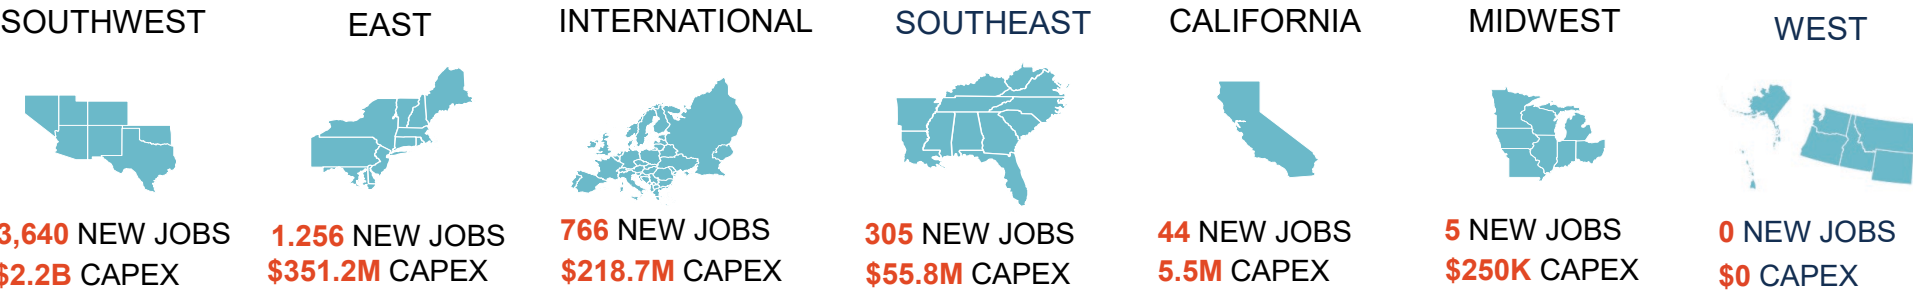 SOUTHWEST
3,640 NEW JOBS
$2.2B CAPEX
EAST
1.256 NEW JOBS
$351.2M CAPEX
INTERNATIONAL
766 NEW JOBS
$218.7M CAPEX
SOUTHEAST
305 NEW JOBS
$55.8M CAPEX
CALIFORNIA
44 NEW JOBS
5.5M CAPEX
MIDWEST
5 NEW JOBS
$250K CAPEX
WEST
0 NEW JOBS
$0 CAPEX